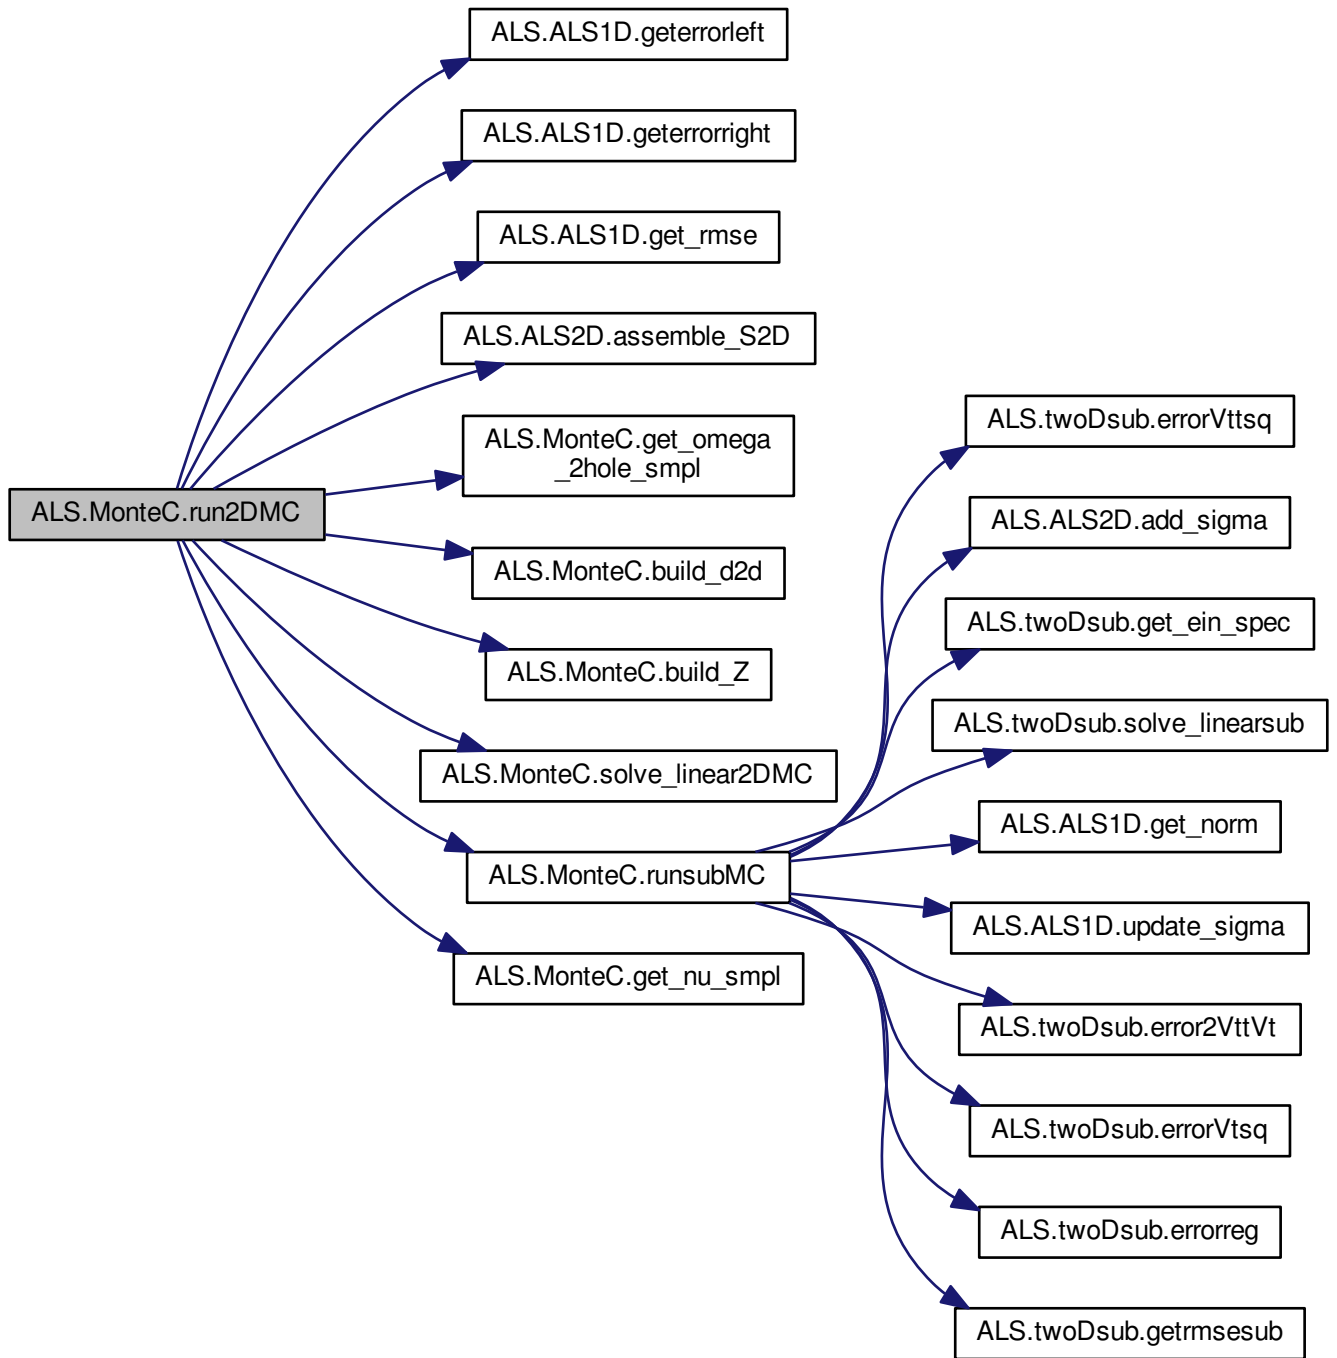 ALS.ALS1D.geterrorleft
ALS.ALS1D.geterrorright
ALS.ALS1D.get_rmse
ALS.ALS2D.assemble_S2D
ALS.MonteC.get_omega
_2hole_smpl
ALS.MonteC.run2DMC
ALS.MonteC.build_d2d
ALS.MonteC.build_Z
ALS.MonteC.solve_linear2DMC
ALS.MonteC.runsubMC
ALS.MonteC.get_nu_smpl
ALS.twoDsub.errorVttsq
ALS.ALS2D.add_sigma
ALS.twoDsub.get_ein_spec
ALS.twoDsub.solve_linearsub
ALS.ALS1D.get_norm
ALS.ALS1D.update_sigma
ALS.twoDsub.error2VttVt
ALS.twoDsub.errorVtsq
ALS.twoDsub.errorreg
ALS.twoDsub.getrmsesub